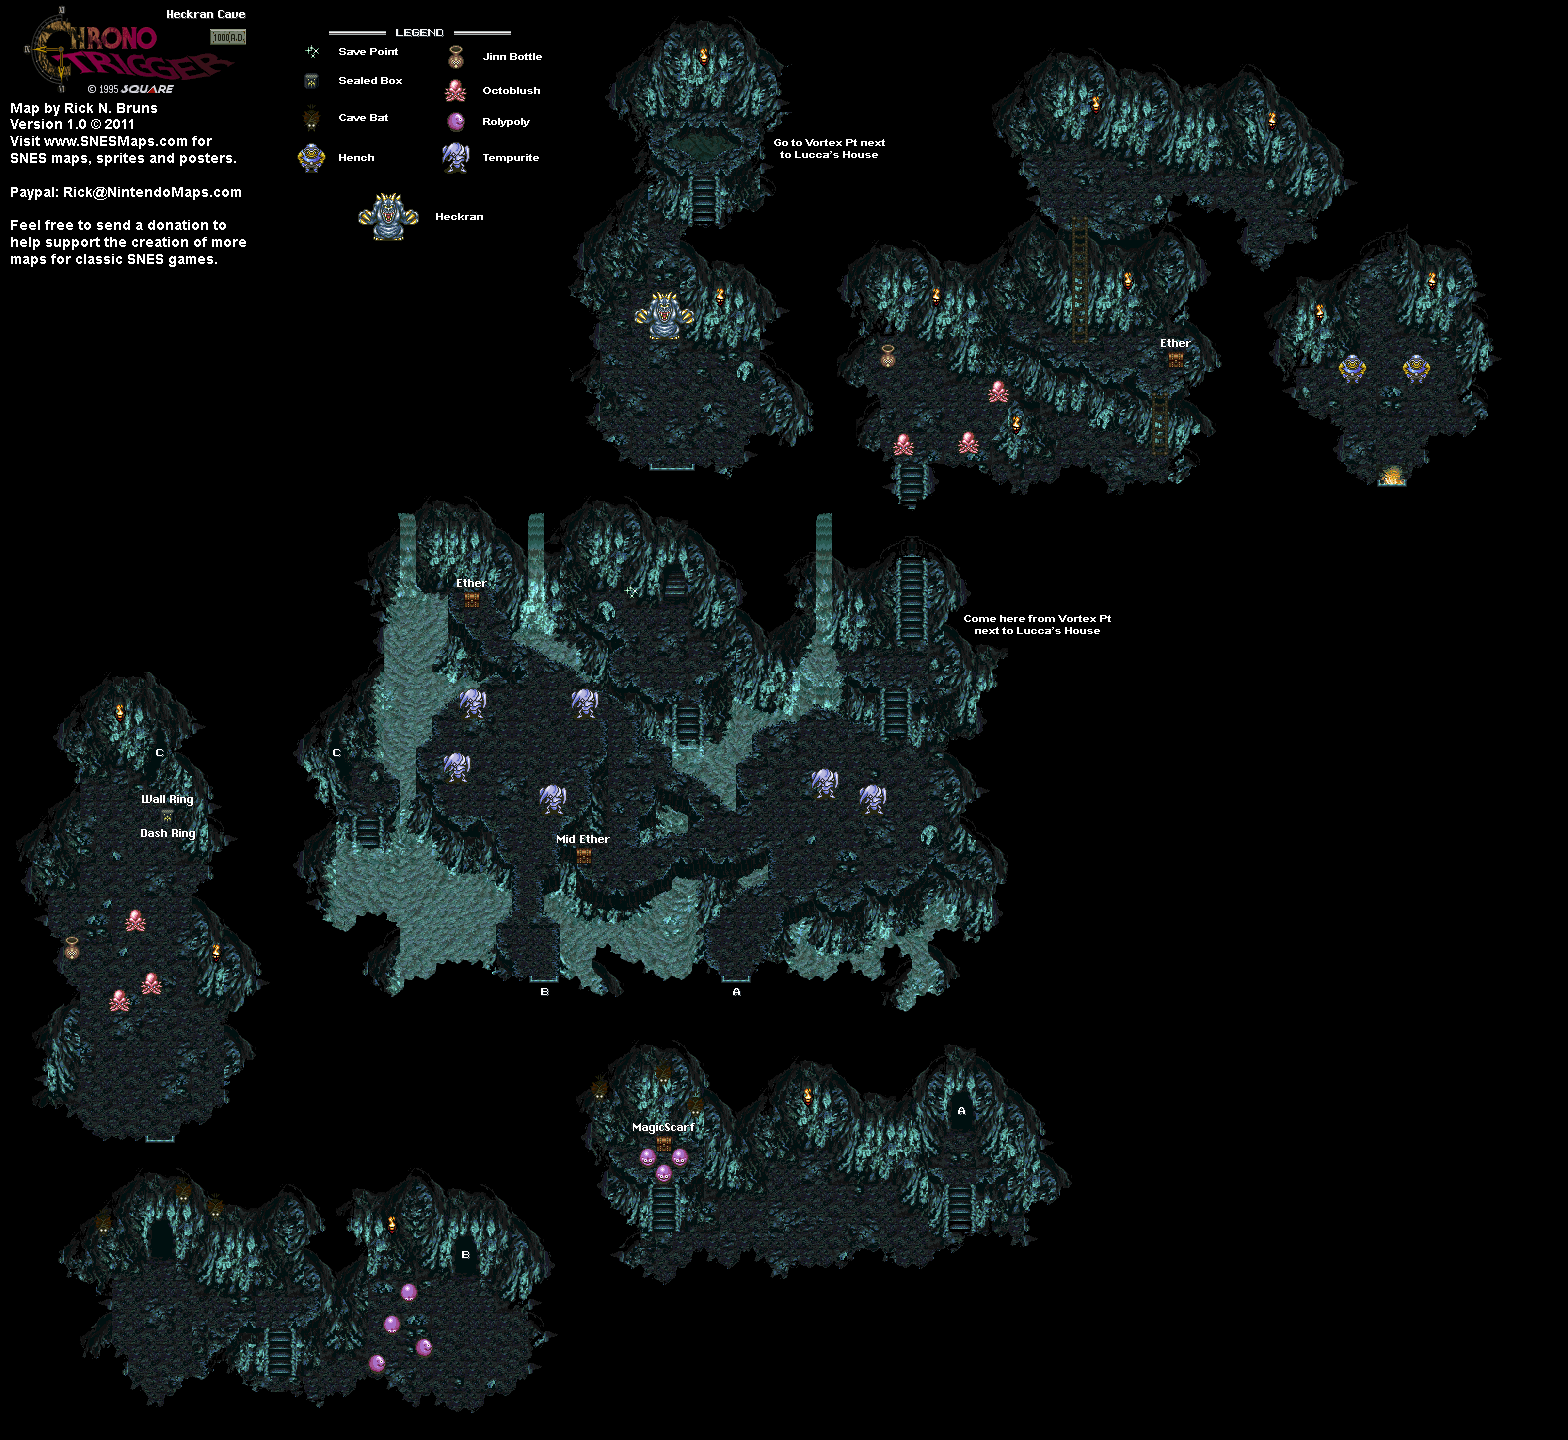 Heckran Cave
CHRONO
TRIGGER
1000 A.D.
© 1995 SQUARE
Map by Rick N. Bruns
Version 1.0 © 2011
Visit www.SNESMaps.com for
SNES maps, sprites and posters.
Paypal: Rick@NintendoMaps.com
Feel free to send a donation to
help support the creation of more
maps for classic SNES games.
LEGEND
Save Point
Jinn Bottle
Sealed Box
Octoblush
Cave Bat
Rolypoly
Hench
Tempurite
Heckran
Go to Vortex Pt next
to Lucca's House
Ether
Ether
Come here from Vortex Pt
next to Lucca's House
C
C
Wall Ring
Dash Ring
Mid Ether
B
A
A
MagicScarf
B